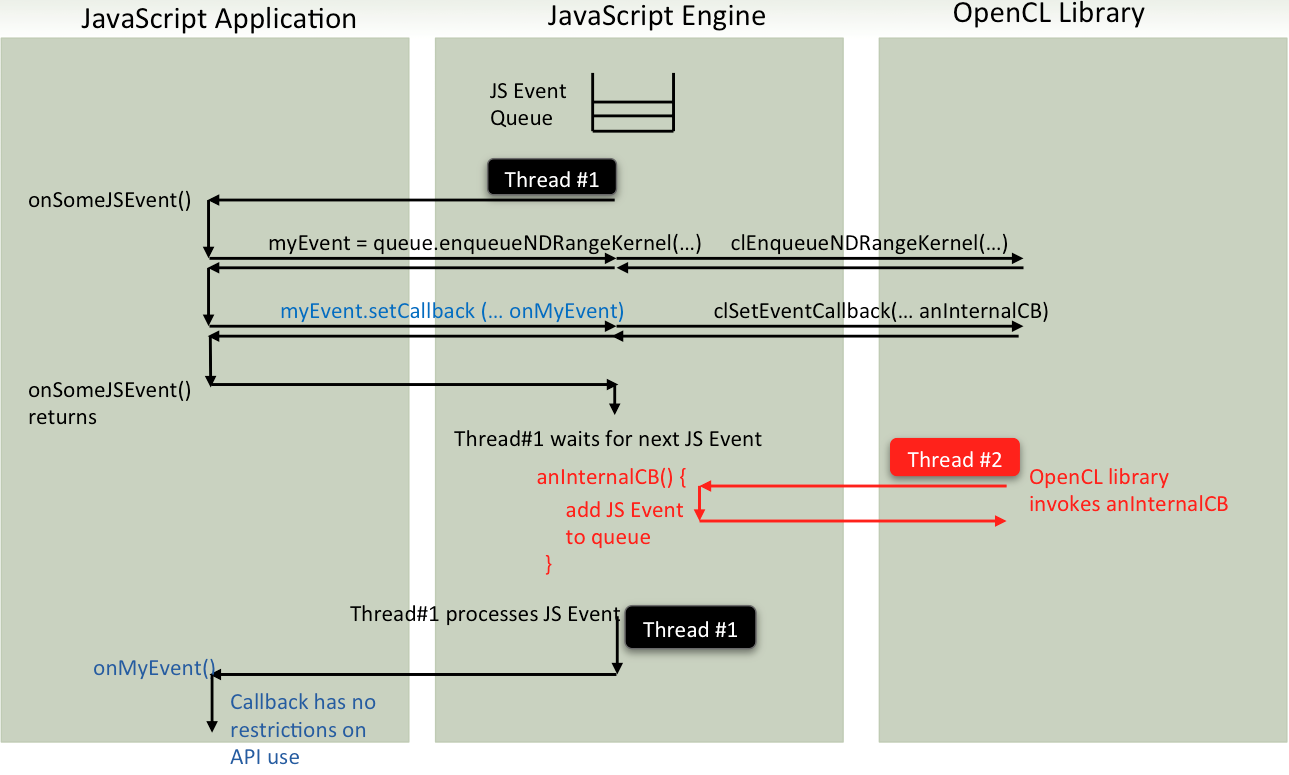 JavaScript Application
JavaScript Engine
OpenCL Library
JS Event
Queue
Thread #1
onSomeJSEvent()
myEvent = queue.enqueueNDRangeKernel(...)
clEnqueueNDRangeKernel(...)
myEvent.setCallback (... onMyEvent)
clSetEventCallback(... anInternalCB)
onSomeJSEvent()
returns
Thread#1 waits for next JS Event
Thread #2
anInternalCB() {
add JS Event
to queue
}
OpenCL library
invokes anInternalCB
Thread#1 processes JS Event
Thread #1
onMyEvent()
Callback has no
restrictions on
API use